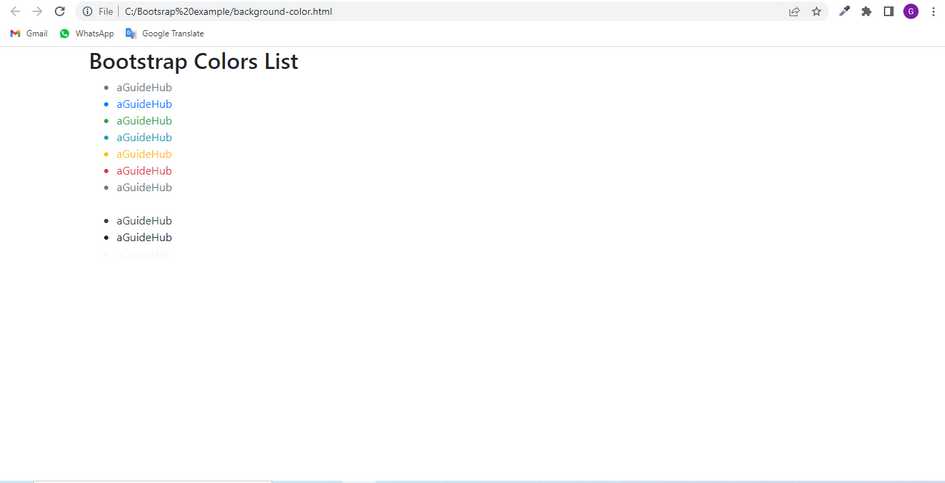 File C:/Bootsrap%20example/background-color.html G
Gmail WhatsApp Google Translate
Bootstrap Colors List
aGuideHub
aGuideHub
aGuideHub
aGuideHub
aGuideHub
aGuideHub
aGuideHub
aGuideHub
aGuideHub